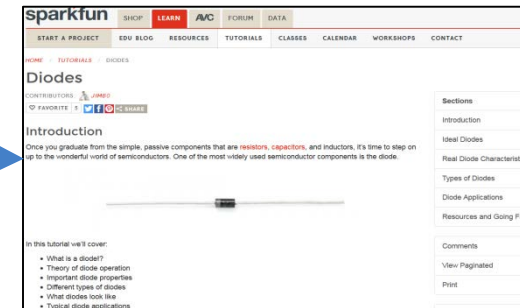 sparkfun SHOP LEARN AVC FORUM DATA
START A PROJECT EDU BLOG RESOURCES TUTORIALS CLASSES CALENDAR WORKSHOPS CONTACT
HOME / TUTORIALS / DIODES
Diodes
CONTRIBUTORS: JIMBO
FAVORITE 5 SHARE
Introduction
Once you graduate from the simple, passive components that are resistors, capacitors, and inductors, it's time to step on
up to the wonderful world of semiconductors. One of the most widely used semiconductor components is the diode.
In this tutorial we'll cover:
• What is a diode!?
• Theory of diode operation
• Important diode properties
• Different types of diodes
• What diodes look like
• Typical diode applications
Sections
Introduction
Ideal Diodes
Real Diode Characterist
Types of Diodes
Diode Applications
Resources and Going F
Comments
View Paginated
Print